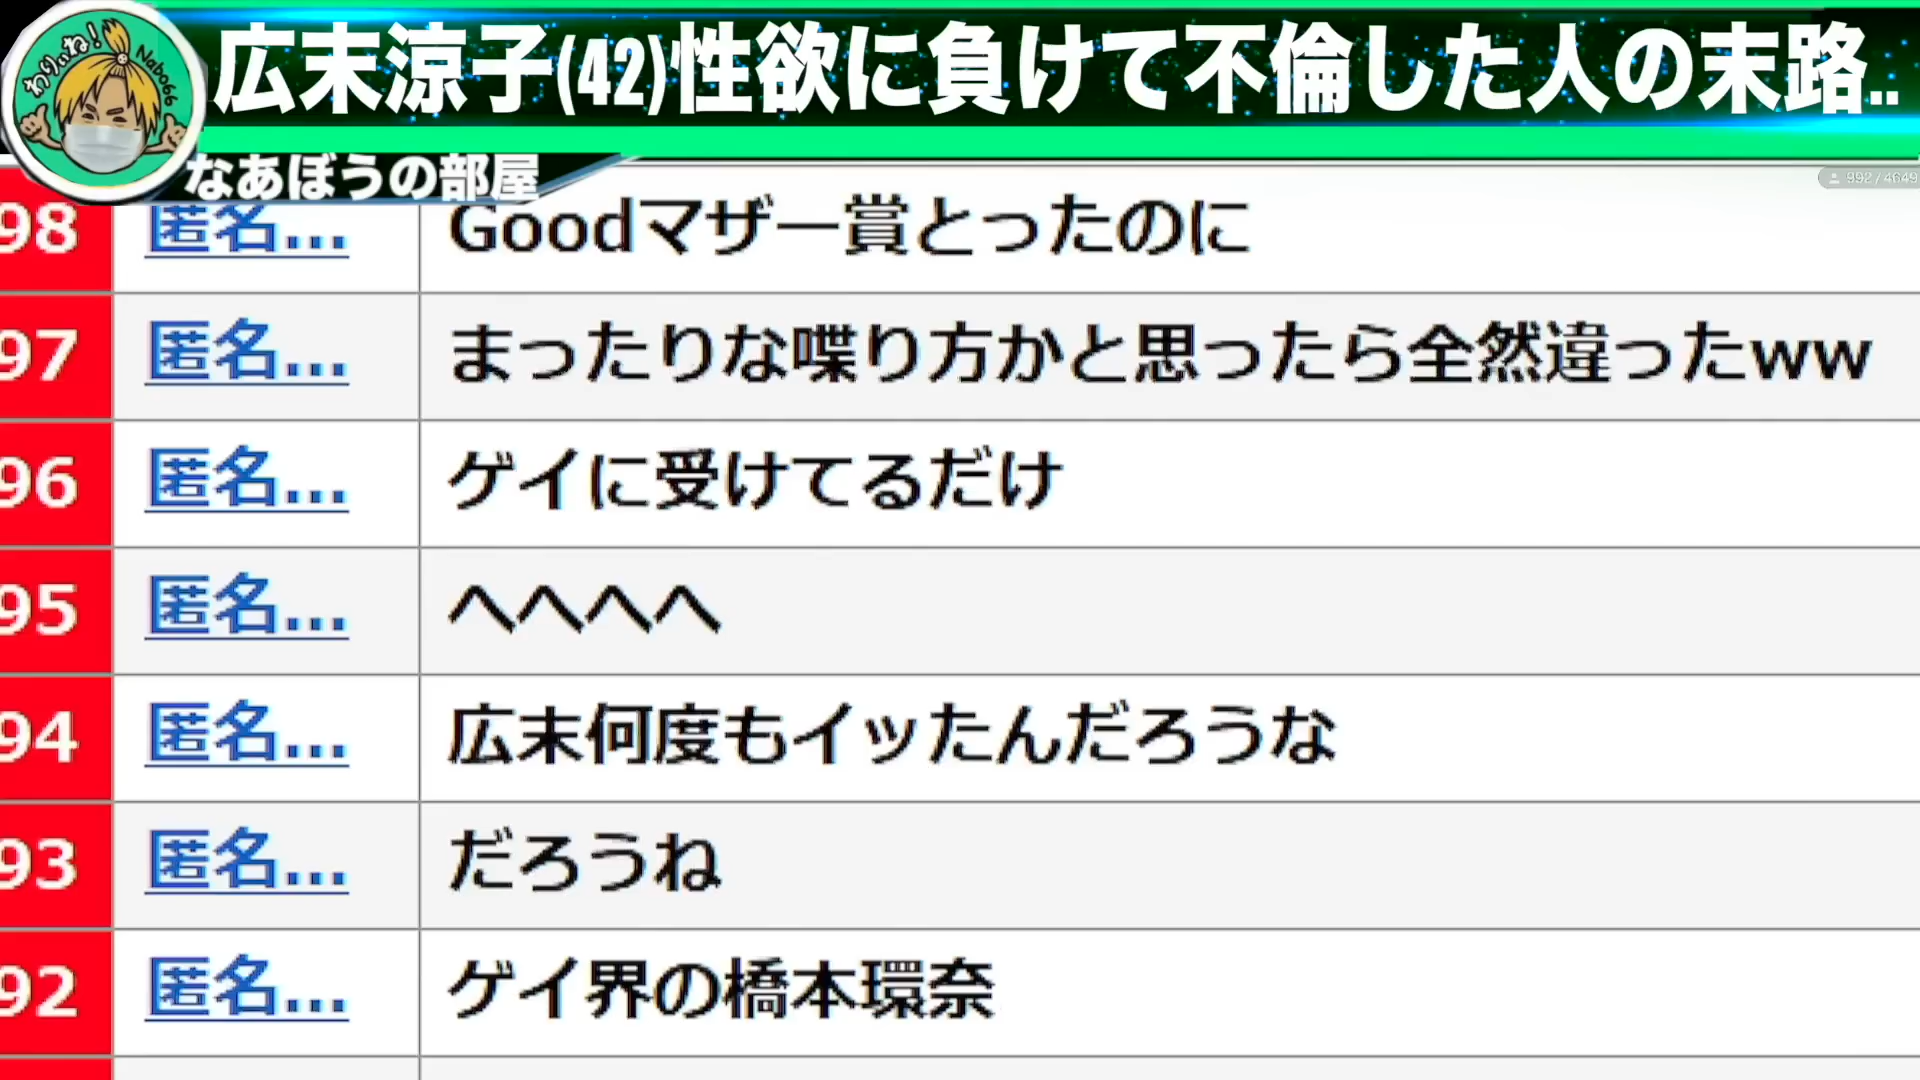 わりぃね!
Nabo66
広末涼子(42)性欲に負けて不倫した人の末路..
なあぼうの部屋
992/4649
98 匿名... Goodマザー賞とったのに
97 匿名... まったりな喋り方かと思ったら全然違ったww
96 匿名... ゲイに受けてるだけ
95 匿名... へへへへ
94 匿名... 広末何度もイッたんだろうな
93 匿名... だろうね
92 匿名... ゲイ界の橋本環奈